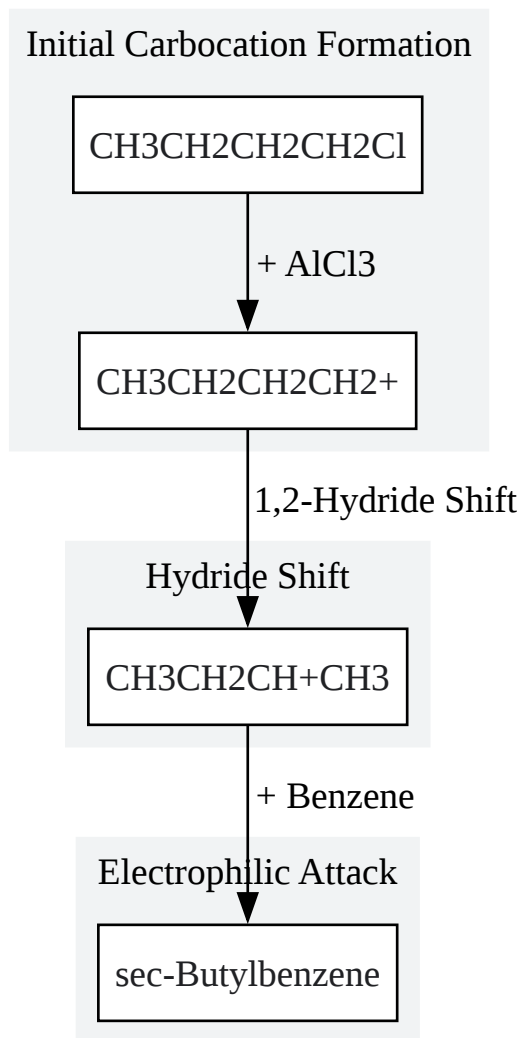 Initial Carbocation Formation
CH3CH2CH2CH2Cl
+ AlCl3
CH3CH2CH2CH2+
1,2-Hydride Shift
Hydride Shift
CH3CH2CH+CH3
+ Benzene
Electrophilic Attack
sec-Butylbenzene